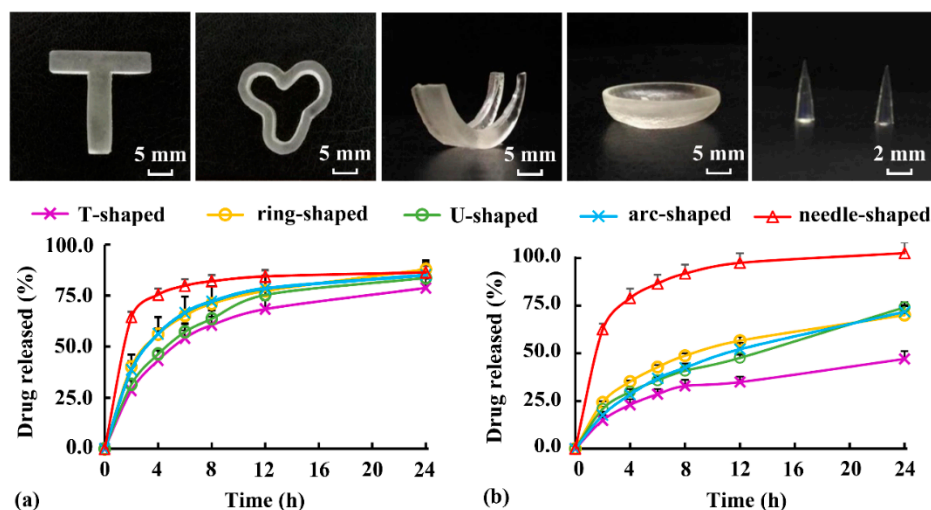 5 mm 5 mm 5 mm 5 mm 2 mm
T-shaped ring-shaped U-shaped arc-shaped needle-shaped
100.0
75.0
50.0
25.0
0.0
Drug released (%)
0 4 8 12 16 20 24
Time (h)
(a)
100.0
75.0
50.0
25.0
0.0
Drug released (%)
0 4 8 12 16 20 24
Time (h)
(b)